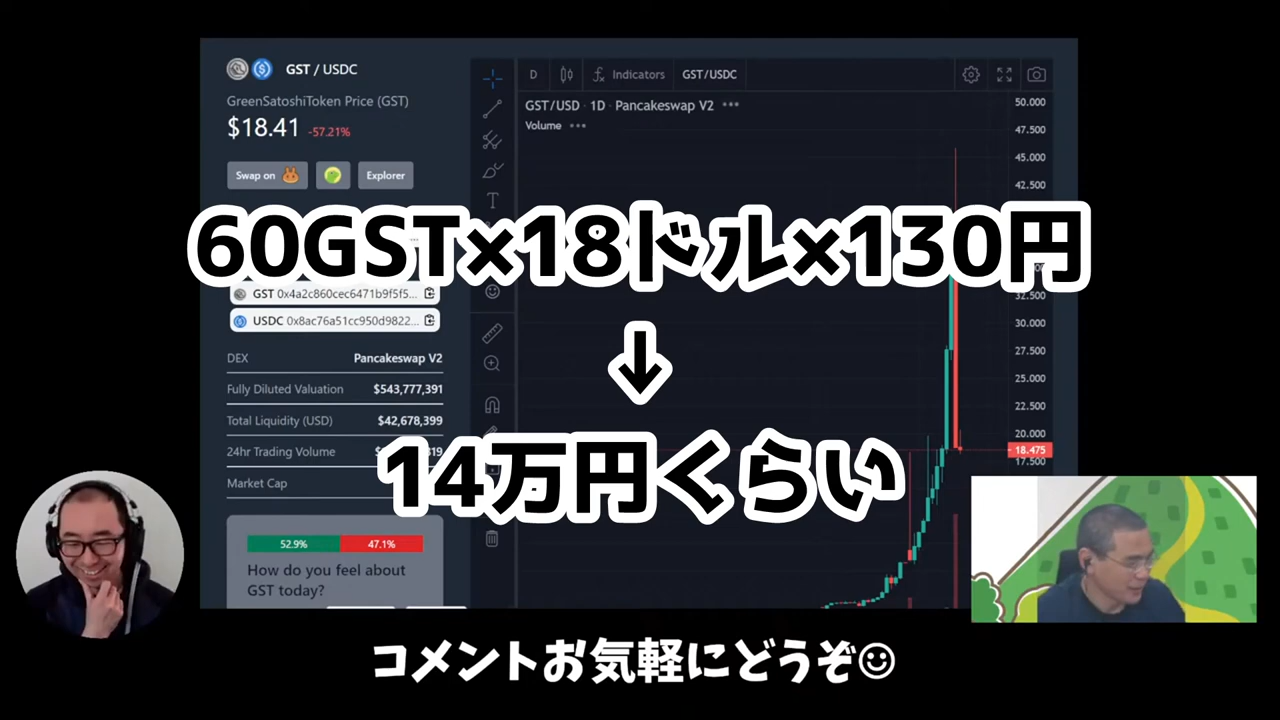 GST / USDC
GreenSatoshiToken Price (GST)
$18.41 -57.21%
Swap on
Explorer
D
Indicators
GST/USDC
GST/USD · 1D · Pancakeswap V2
Volume
50.000
47.500
45.000
42.500
60GST×18ドル×130円
↓
14万円くらい
GST 0x4a2c860cec6471b9f5f5...
USDC 0x8ac76a51cc950d9822...
DEX Pancakeswap V2
Fully Diluted Valuation $543,777,391
Total Liquidity (USD) $42,678,399
24hr Trading Volume
Market Cap
32.500
30.000
27.500
25.000
22.500
20.000
18.475
17.500
52.9% 47.1%
How do you feel about
GST today?
コメントお気軽にどうぞ☺